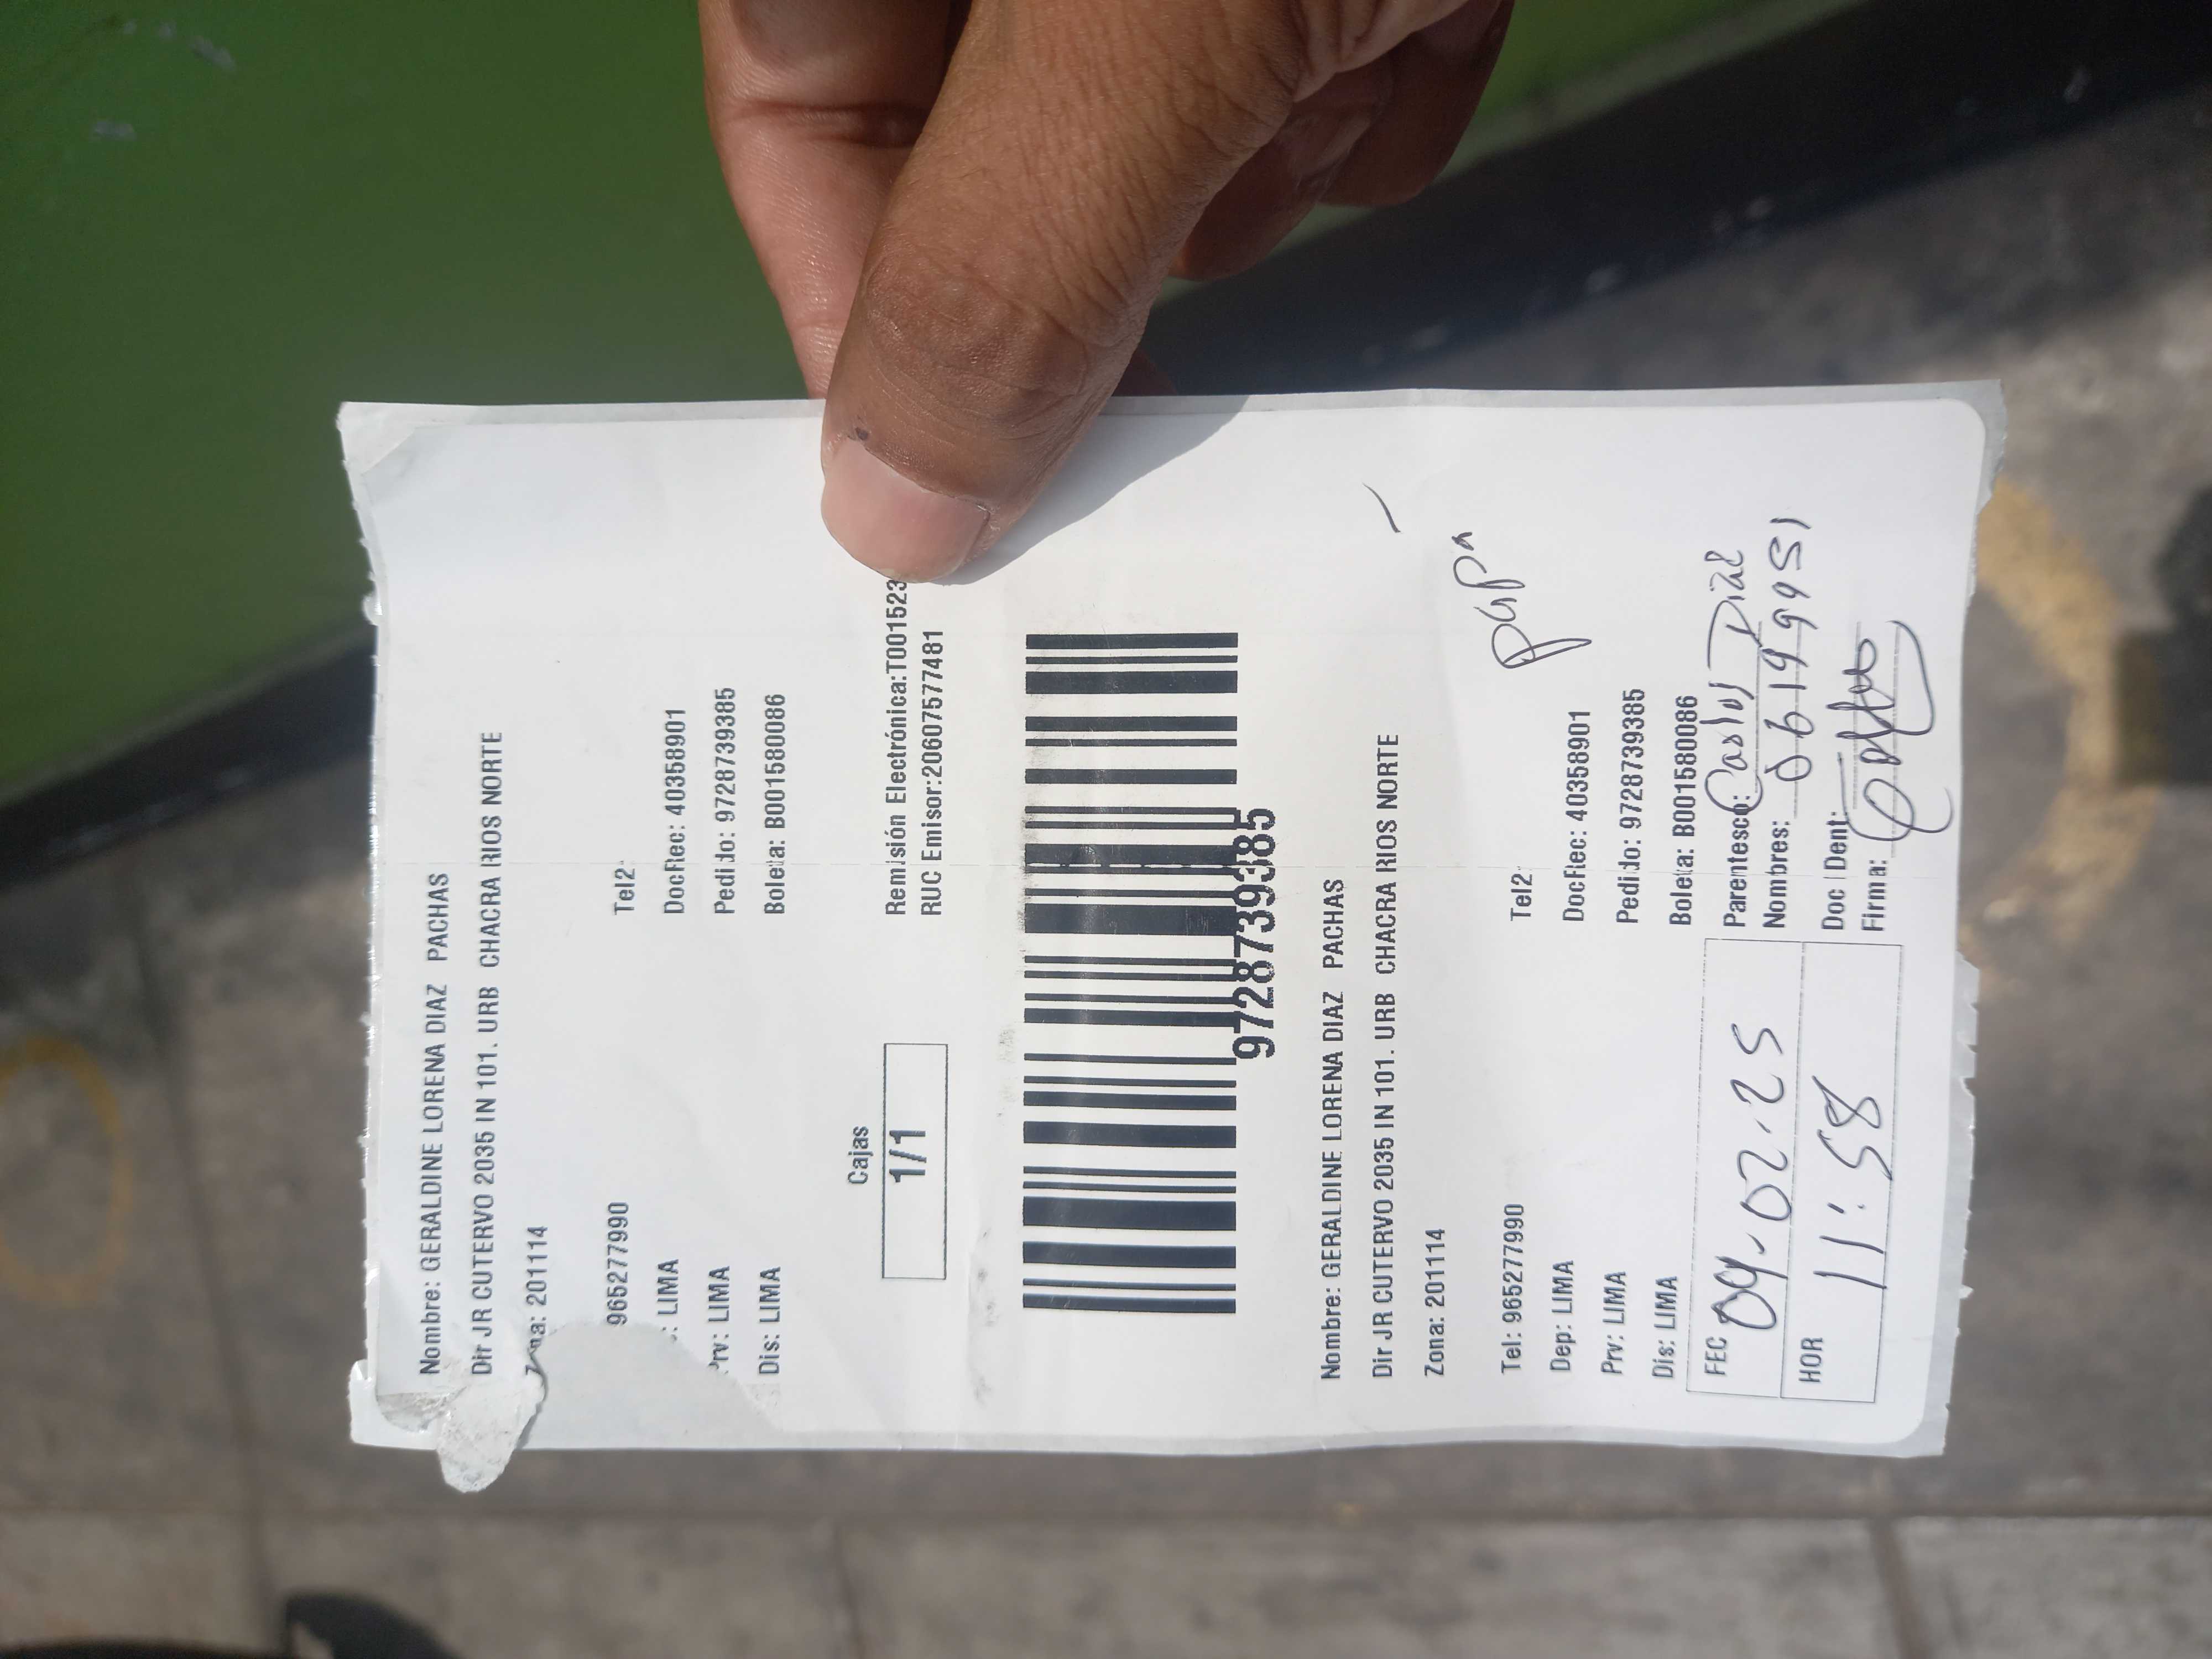 Nombre: GERALDINE LORENA DIAZ PACHAS
Dir JR CUTERVO 2035 IN 101. URB CHACRA RIOS NORTE
Zona: 201114
965277990 Tel2:
: LIMA DocRec: 40358901
Prv: LIMA Pedido: 9728739385
Dis: LIMA Boleta: B001580086
Cajas
1/1
Remisión Electrónica:T001523
RUC Emisor:20607577481
9728739385
Nombre: GERALDINE LORENA DIAZ PACHAS
Dir JR CUTERVO 2035 IN 101. URB CHACRA RIOS NORTE
Zona: 201114
papa
Tel: 965277990 Tel2:
Dep: LIMA DocRec: 40358901
Prv: LIMA Pedido: 9728739385
Dis: LIMA Boleta: B001580086
FEC 04.02.25
HOR 11:58
Parentesco: Carlos Díaz
Nombres: 06199951
Doc Ident:
Firma: